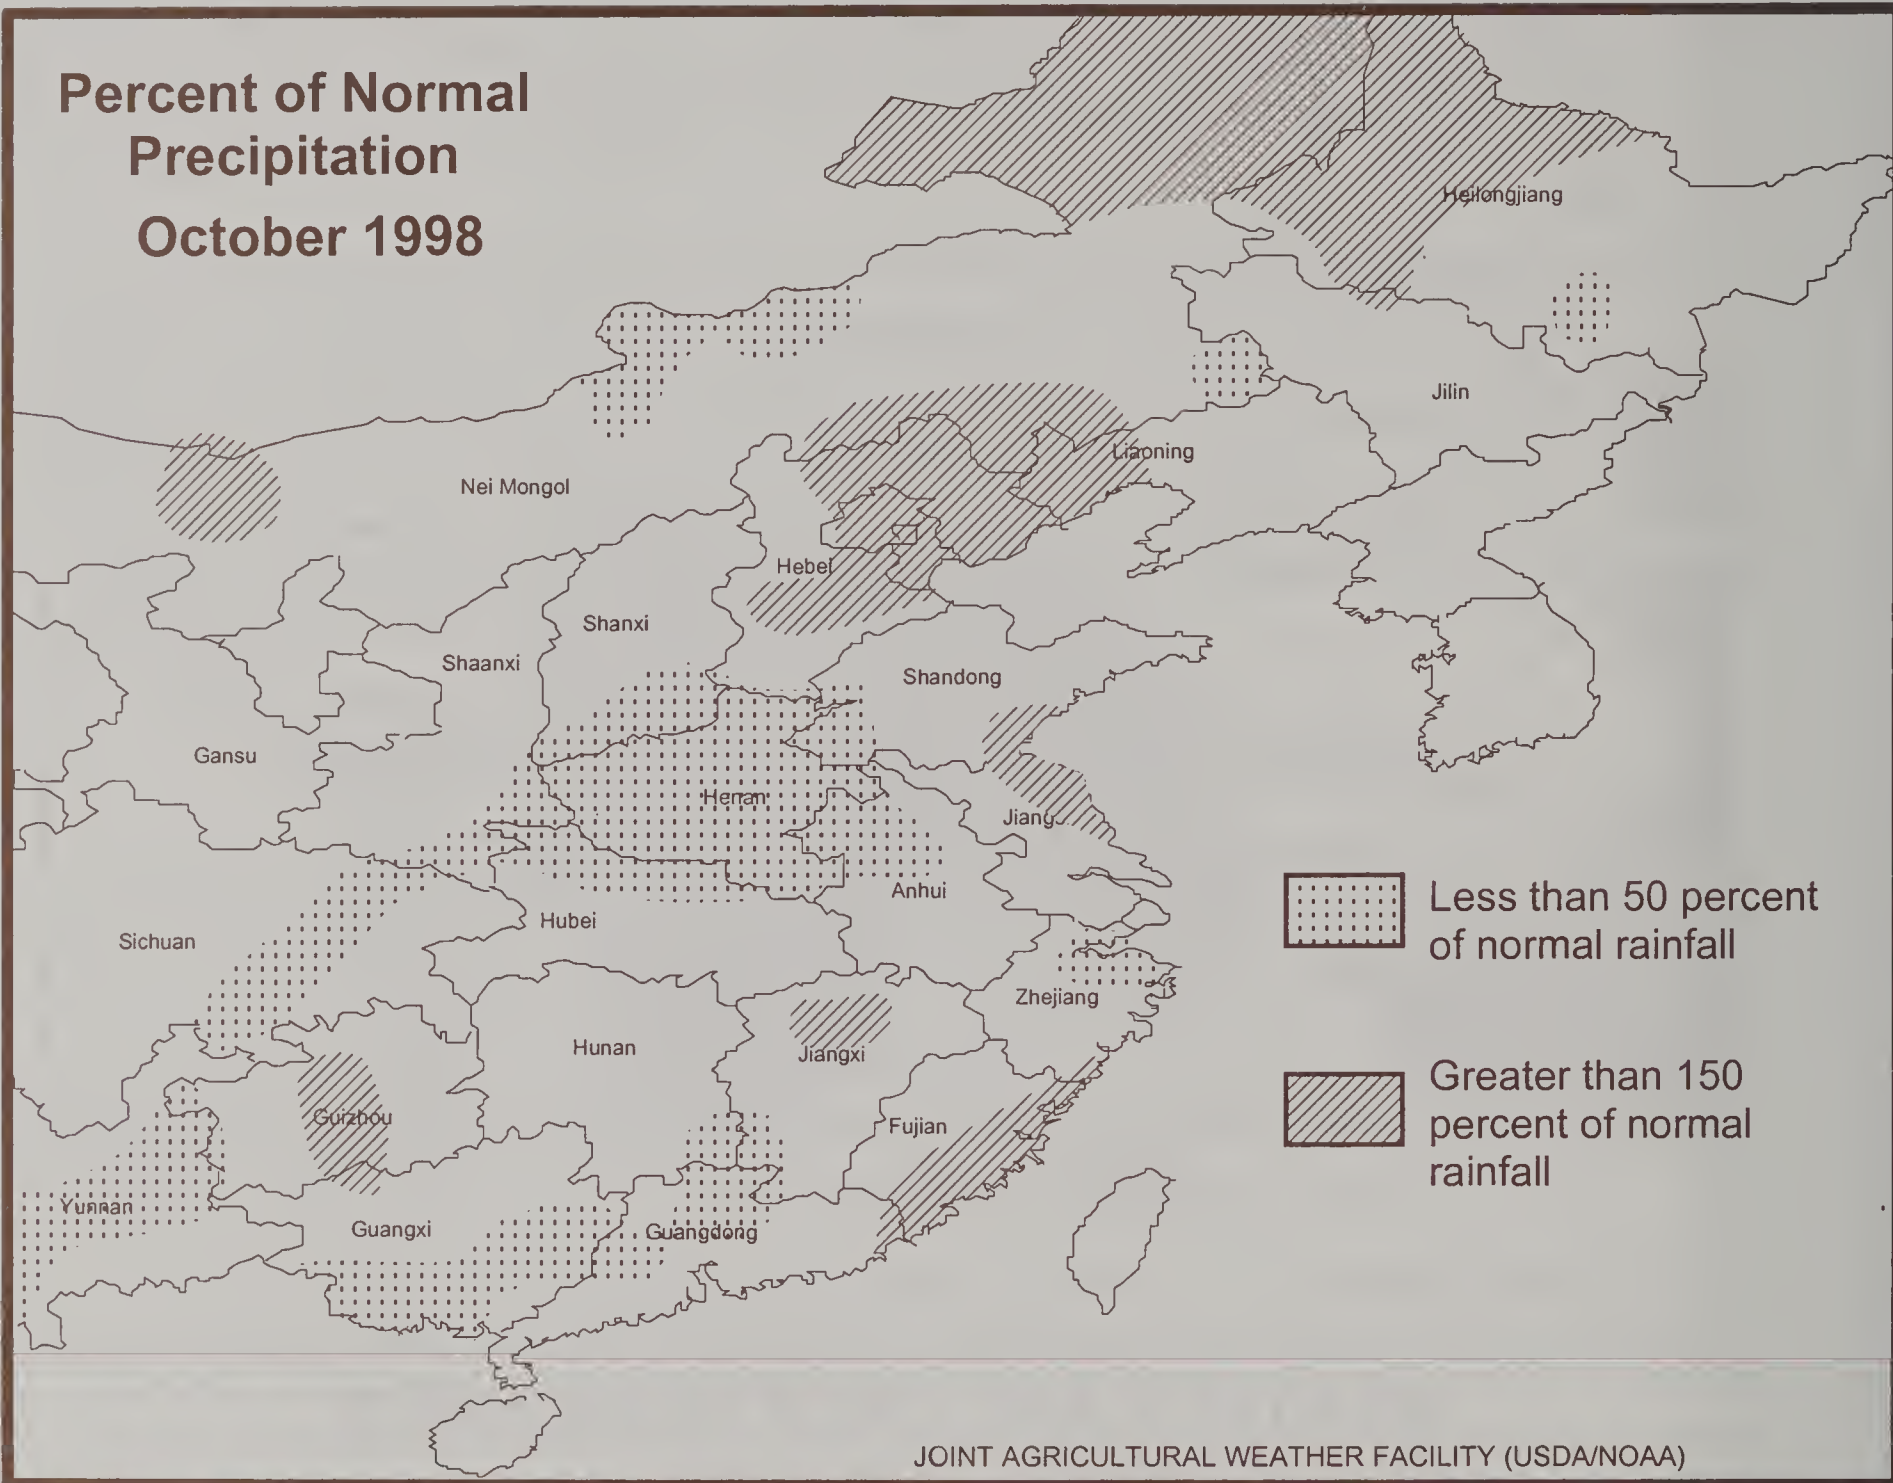 Percent of Normal
Precipitation
October 1998
Heilongjiang
Jilin
Liaoning
Nei Mongol
Hebei
Shanxi
Shaanxi
Shandong
Gansu
Henan
Jiang
Anhui
Hubei
Sichuan
Zhejiang
Hunan
Jiangxi
Guizhou
Fujian
Yunnan
Guangxi
Guangdong
Less than 50 percent
of normal rainfall
Greater than 150
percent of normal
rainfall
JOINT AGRICULTURAL WEATHER FACILITY (USDA/NOAA)